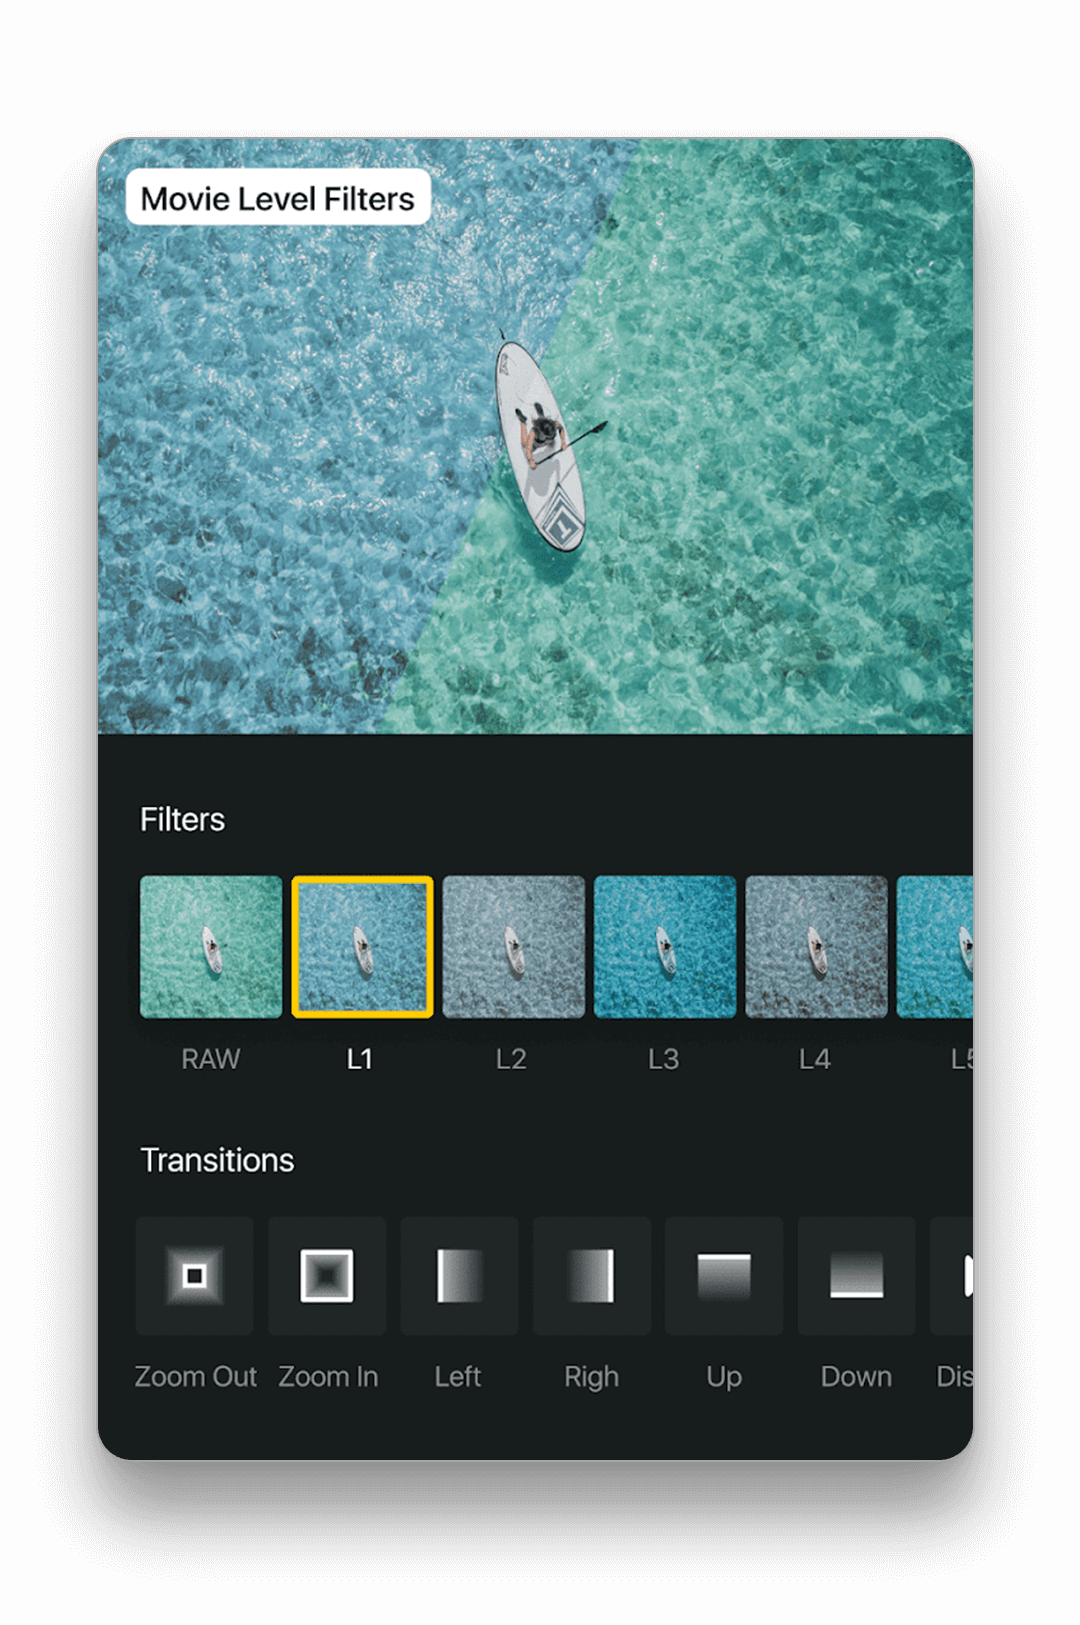 Movie Level Filters
Filters
RAW L1 L2 L3 L4 L5
Transitions
Zoom Out Zoom In Left Righ Up Down Dis